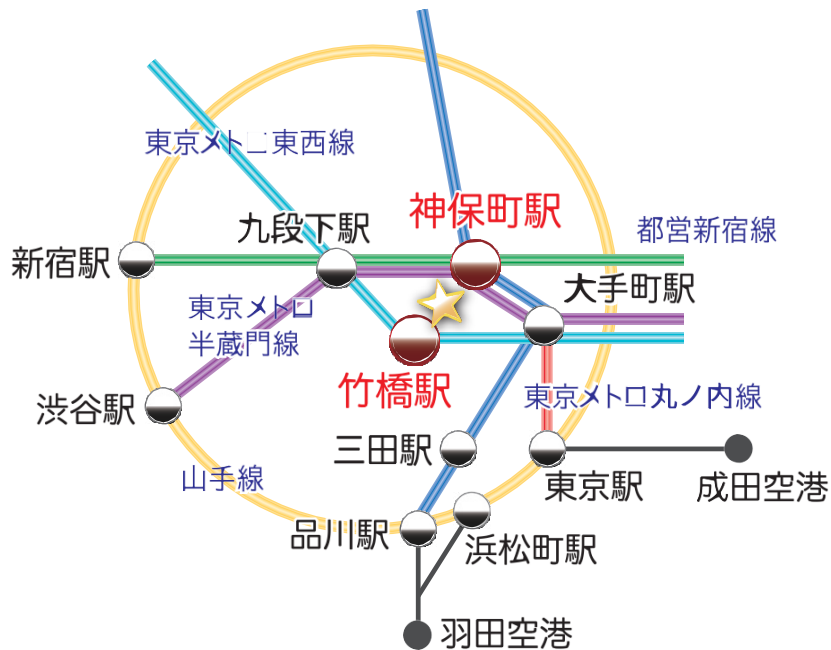 東京メトロ東西線
神保町駅
九段下駅
都営新宿線
新宿駅
大手町駅
東京メトロ
半蔵門線
竹橋駅
東京メトロ丸ノ内線
渋谷駅
三田駅
山手線
東京駅
成田空港
品川駅
浜松町駅
羽田空港